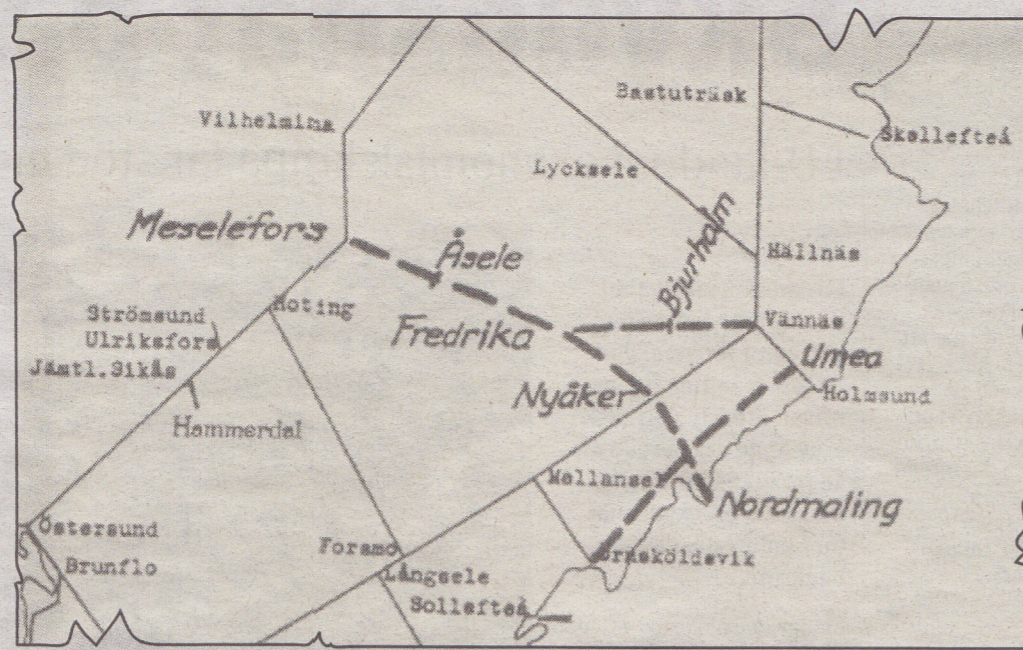 Bastuträsk
Vilhelmina
Skellefteå
Lycksele
Meselefors
Bjurholm
Åsele
Hällnäs
Strömsund
Hoting
Ulriksfors
Fredrika
Vännäs
Jämtl.Sikås
Umea
Nyåker
Holmsund
Hammerdal
Mellansel
Nordmaling
Östersund
Forsmo
Örnsköldsvik
Brunflo
Långsele
Sollefteå